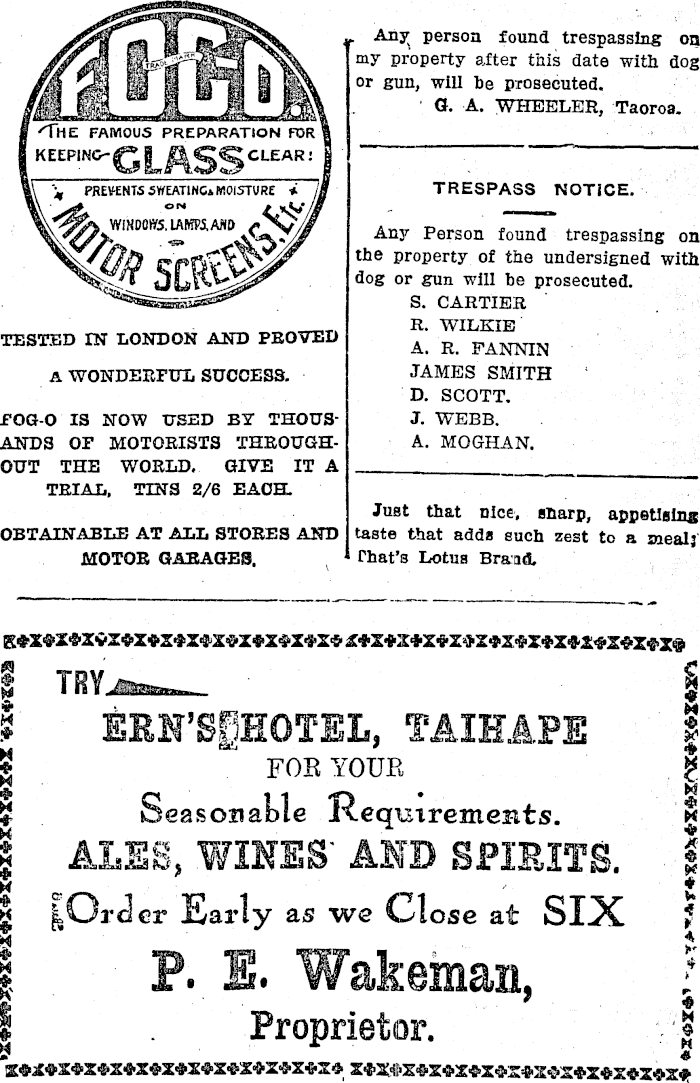 FOG-O.
TRADE MARK
THE FAMOUS PREPARATION FOR
KEEPING GLASS CLEAR!
PREVENTS SWEATING & MOISTURE
ON
WINDOWS, LAMPS, AND
MOTOR SCREENS, Etc.
TESTED IN LONDON AND PROVED
A WONDERFUL SUCCESS.
FOG-O IS NOW USED BY THOUS-
ANDS OF MOTORISTS THROUGH-
OUT THE WORLD. GIVE IT A
TRIAL, TINS 2/6 EACH.
OBTAINABLE AT ALL STORES AND
MOTOR GARAGES.
Any person found trespassing on
my property after this date with dog
or gun, will be prosecuted.
G. A. WHEELER, Taoroa.
TRESPASS NOTICE.
Any Person found trespassing on
the property of the undersigned with
dog or gun will be prosecuted.
S. CARTIER
R. WILKIE
A. R. FANNIN
JAMES SMITH
D. SCOTT.
J. WEBB.
A. MOGHAN.
Just that nice, sharp, appetising
taste that adds such zest to a meal;
That's Lotus Brand.
TRY
ERN'S HOTEL, TAIHAPE
FOR YOUR
Seasonable Requirements.
ALES, WINES AND SPIRITS.
Order Early as we Close at SIX
P. E. Wakeman,
Proprietor.